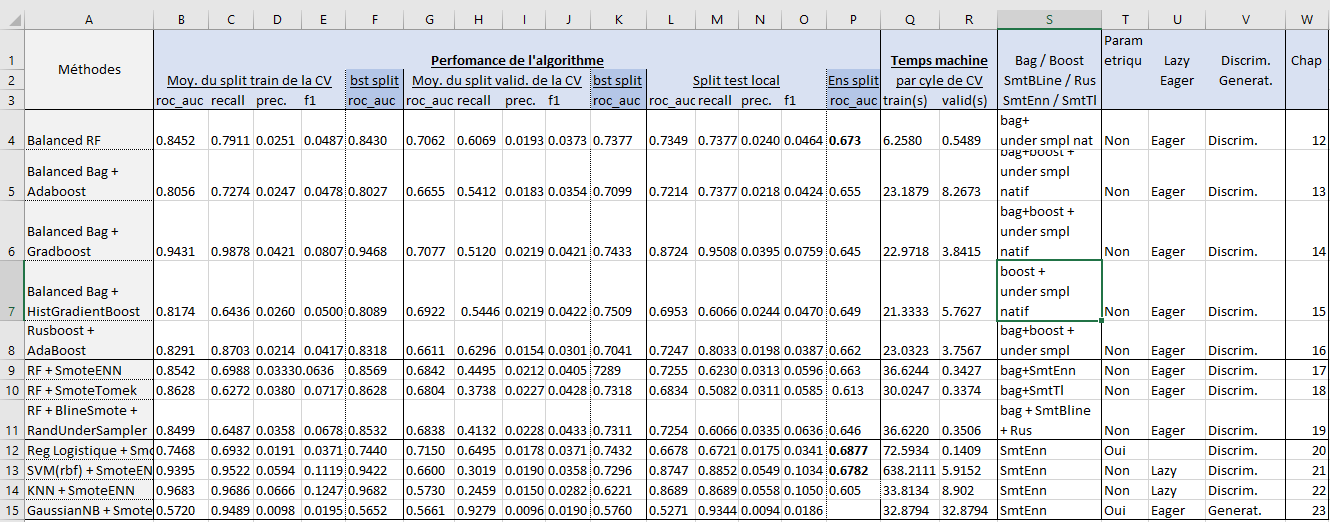 A B C D E F G H I J K L M N O P Q R S T U V W
1 Méthodes Perfomance de l'algorithme Temps machine Bag / Boost Param Lazy Discrim. Chap
etriqu
2 Moy. du split train de la CV bst split Moy. du split valid. de la CV bst split Split test local Ens split par cyle de CV SmtBLine / Rus Eager Generat.
3 roc_auc recall prec. f1 roc_auc roc_auc recall prec. f1 roc_auc roc_auc recall prec. f1 roc_auc train(s) valid(s) SmtEnn / SmtTl
bag+
4 Balanced RF 0.8452 0.7911 0.0251 0.0487 0.8430 0.7062 0.6069 0.0193 0.0373 0.7377 0.7349 0.7377 0.0240 0.0464 0.673 6.2580 0.5489 under smpl nat Non Eager Discrim. 12
bag+boost +
Balanced Bag + under smpl
5 Adaboost 0.8056 0.7274 0.0247 0.0478 0.8027 0.6655 0.5412 0.0183 0.0354 0.7099 0.7214 0.7377 0.0218 0.0424 0.655 23.1879 8.2673 natif Non Eager Discrim. 13
bag+boost +
Balanced Bag + under smpl
6 Gradboost 0.9431 0.9878 0.0421 0.0807 0.9468 0.7077 0.5120 0.0219 0.0421 0.7433 0.8724 0.9508 0.0395 0.0759 0.645 22.9718 3.8415 natif Non Eager Discrim. 14
boost +
Balanced Bag + under smpl
7 HistGradientBoost 0.8174 0.6436 0.0260 0.0500 0.8089 0.6922 0.5446 0.0219 0.0422 0.7509 0.6953 0.6066 0.0244 0.0470 0.649 21.3333 5.7627 natif Non Eager Discrim. 15
Rusboost + bag+boost +
8 AdaBoost 0.8291 0.8703 0.0214 0.0417 0.8318 0.6611 0.6296 0.0154 0.0301 0.7041 0.7247 0.8033 0.0198 0.0387 0.662 23.0323 3.7567 under smpl Non Eager Discrim. 16
9 RF + SmoteENN 0.8542 0.6988 0.03330.0636 0.8569 0.6842 0.4495 0.0212 0.0405 7289 0.7255 0.6230 0.0313 0.0596 0.663 36.6244 0.3427 bag+SmtEnn Non Eager Discrim. 17
10 RF + SmoteTomek 0.8628 0.6272 0.0380 0.0717 0.8628 0.6804 0.3738 0.0227 0.0428 0.7318 0.6834 0.5082 0.0311 0.0585 0.613 30.0247 0.3374 bag+SmtTl Non Eager Discrim. 18
RF + BlineSmote + bag + SmtBline
11 RandUnderSampler 0.8499 0.6487 0.0358 0.0678 0.8532 0.6838 0.4132 0.0228 0.0433 0.7311 0.7254 0.6066 0.0335 0.0636 0.646 36.6220 0.3506 + Rus Non Eager Discrim. 19
12 Reg Logistique + Smo 0.7460 0.6932 0.0191 0.0371 0.7440 0.7150 0.6495 0.0178 0.0371 0.7432 0.6678 0.6721 0.0175 0.0341 0.6877 72.5934 0.1409 SmtEnn Oui Discrim. 20
13 SVM(rbf) + SmoteEN 0.9395 0.9522 0.0594 0.1119 0.9422 0.6600 0.3019 0.0190 0.0358 0.7296 0.8747 0.8852 0.0549 0.1034 0.6782 638.2111 5.9152 SmtEnn Non Lazy Discrim. 21
14 KNN + SmoteENN 0.9683 0.9686 0.0666 0.1247 0.9682 0.5730 0.2459 0.0150 0.0282 0.6221 0.8689 0.8689 0.0558 0.1050 0.605 33.8134 8.902 SmtEnn Non Lazy Discrim. 22
15 GaussianNB + Smote 0.5720 0.9489 0.0098 0.0195 0.5652 0.5661 0.9279 0.0096 0.0190 0.5760 0.5271 0.9344 0.0094 0.0186 32.8794 32.8794 SmtEnn Oui Eager Generat. 23